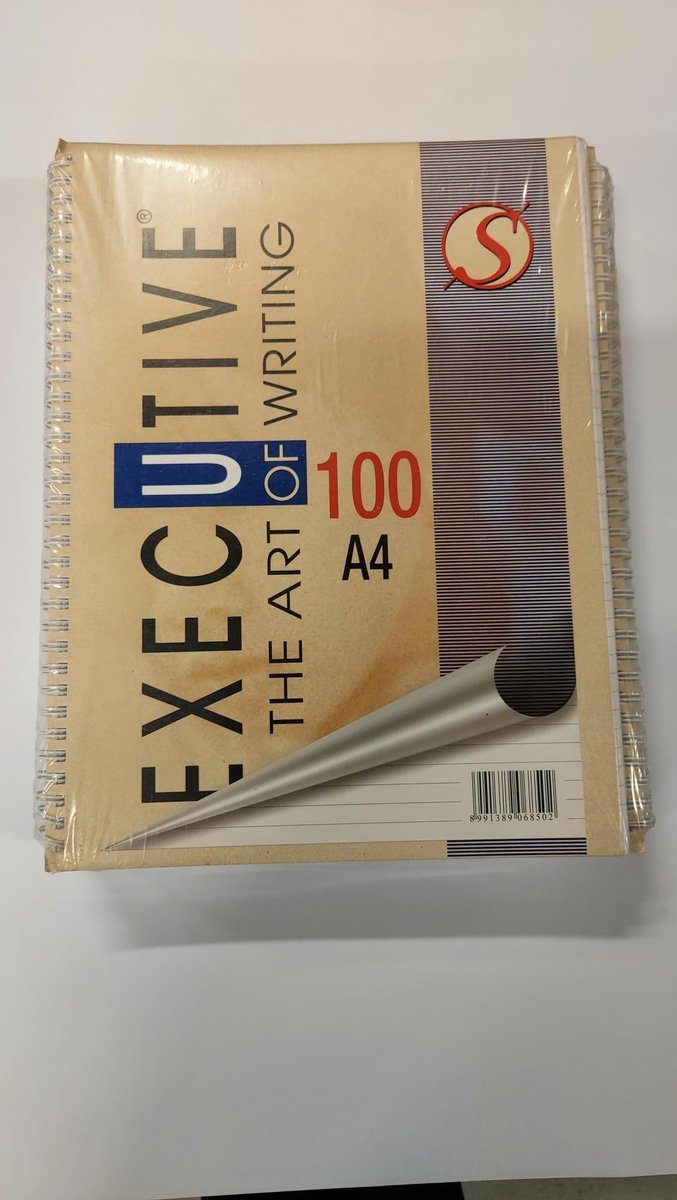 EXECUTIVE®
THE ART OF WRITING
S
100
A4
8991389068502